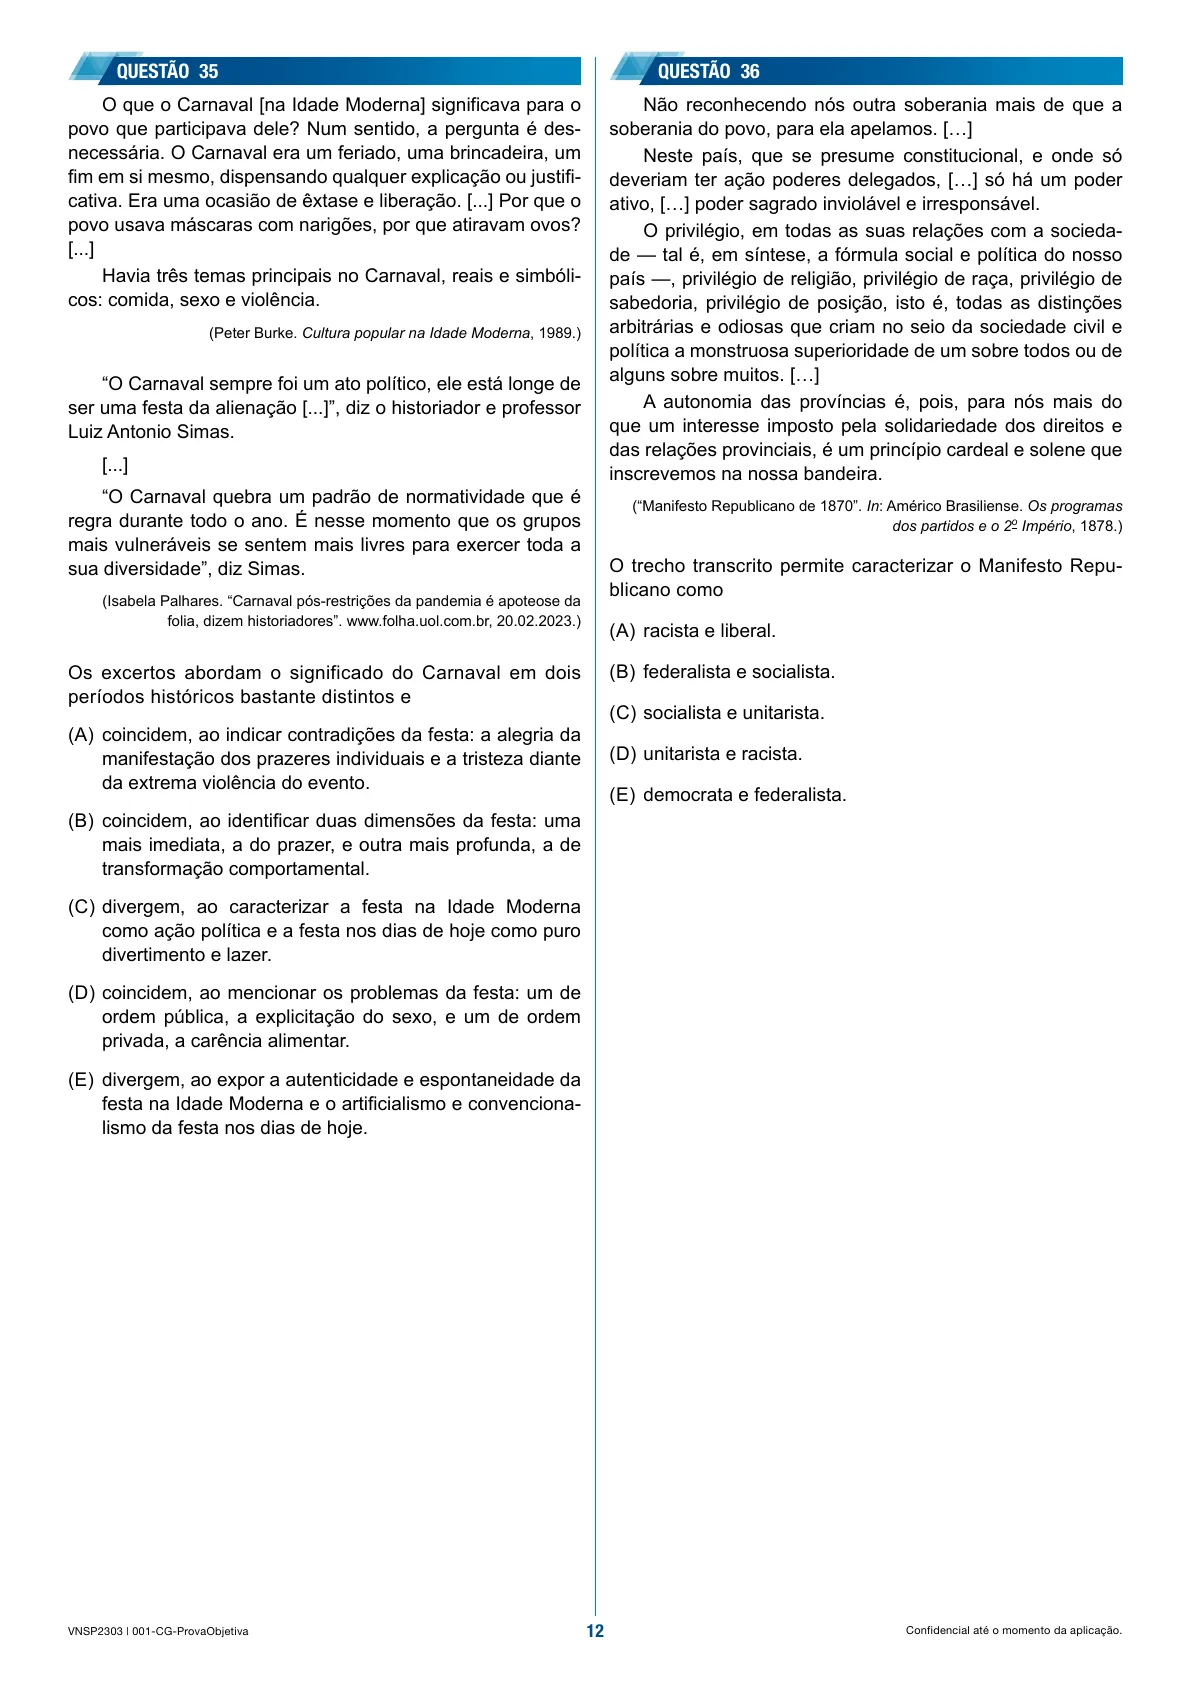 QUESTÃO 35
O que o Carnaval [na Idade Moderna] significava para o
povo que participava dele? Num sentido, a pergunta é des-
necessária. O Carnaval era um feriado, uma brincadeira, um
fim em si mesmo, dispensando qualquer explicação ou justifi-
cativa. Era uma ocasião de êxtase e liberação. [...] Por que o
povo usava máscaras com narigões, por que atiravam ovos?
[...]
Havia três temas principais no Carnaval, reais e simbóli-
cos: comida, sexo e violência.
(Peter Burke. Cultura popular na Idade Moderna, 1989.)
“O Carnaval sempre foi um ato político, ele está longe de
ser uma festa da alienação [...]”, diz o historiador e professor
Luiz Antonio Simas.
[...]
“O Carnaval quebra um padrão de normatividade que é
regra durante todo o ano. É nesse momento que os grupos
mais vulneráveis se sentem mais livres para exercer toda a
sua diversidade”, diz Simas.
(Isabela Palhares. “Carnaval pós-restrições da pandemia é apoteose da
folia, dizem historiadores”. www.folha.uol.com.br, 20.02.2023.)
Os excertos abordam o significado do Carnaval em dois
períodos históricos bastante distintos e
(A) coincidem, ao indicar contradições da festa: a alegria da
manifestação dos prazeres individuais e a tristeza diante
da extrema violência do evento.
(B) coincidem, ao identificar duas dimensões da festa: uma
mais imediata, a do prazer, e outra mais profunda, a de
transformação comportamental.
(C) divergem, ao caracterizar a festa na Idade Moderna
como ação política e a festa nos dias de hoje como puro
divertimento e lazer.
(D) coincidem, ao mencionar os problemas da festa: um de
ordem pública, a explicitação do sexo, e um de ordem
privada, a carência alimentar.
(E) divergem, ao expor a autenticidade e espontaneidade da
festa na Idade Moderna e o artificialismo e convenciona-
lismo da festa nos dias de hoje.
QUESTÃO 36
Não reconhecendo nós outra soberania mais de que a
soberania do povo, para ela apelamos. […]
Neste país, que se presume constitucional, e onde só
deveriam ter ação poderes delegados, […] só há um poder
ativo, […] poder sagrado inviolável e irresponsável.
O privilégio, em todas as suas relações com a socieda-
de — tal é, em síntese, a fórmula social e política do nosso
país —, privilégio de religião, privilégio de raça, privilégio de
sabedoria, privilégio de posição, isto é, todas as distinções
arbitrárias e odiosas que criam no seio da sociedade civil e
política a monstruosa superioridade de um sobre todos ou de
alguns sobre muitos. […]
A autonomia das províncias é, pois, para nós mais do
que um interesse imposto pela solidariedade dos direitos e
das relações provinciais, é um princípio cardeal e solene que
inscrevemos na nossa bandeira.
(“Manifesto Republicano de 1870”. In: Américo Brasiliense. Os programas
dos partidos e o 2º Império, 1878.)
O trecho transcrito permite caracterizar o Manifesto Repu-
blicano como
(A) racista e liberal.
(B) federalista e socialista.
(C) socialista e unitarista.
(D) unitarista e racista.
(E) democrata e federalista.
VNSP2303 | 001-CG-ProvaObjetiva
12
Confidencial até o momento da aplicação.